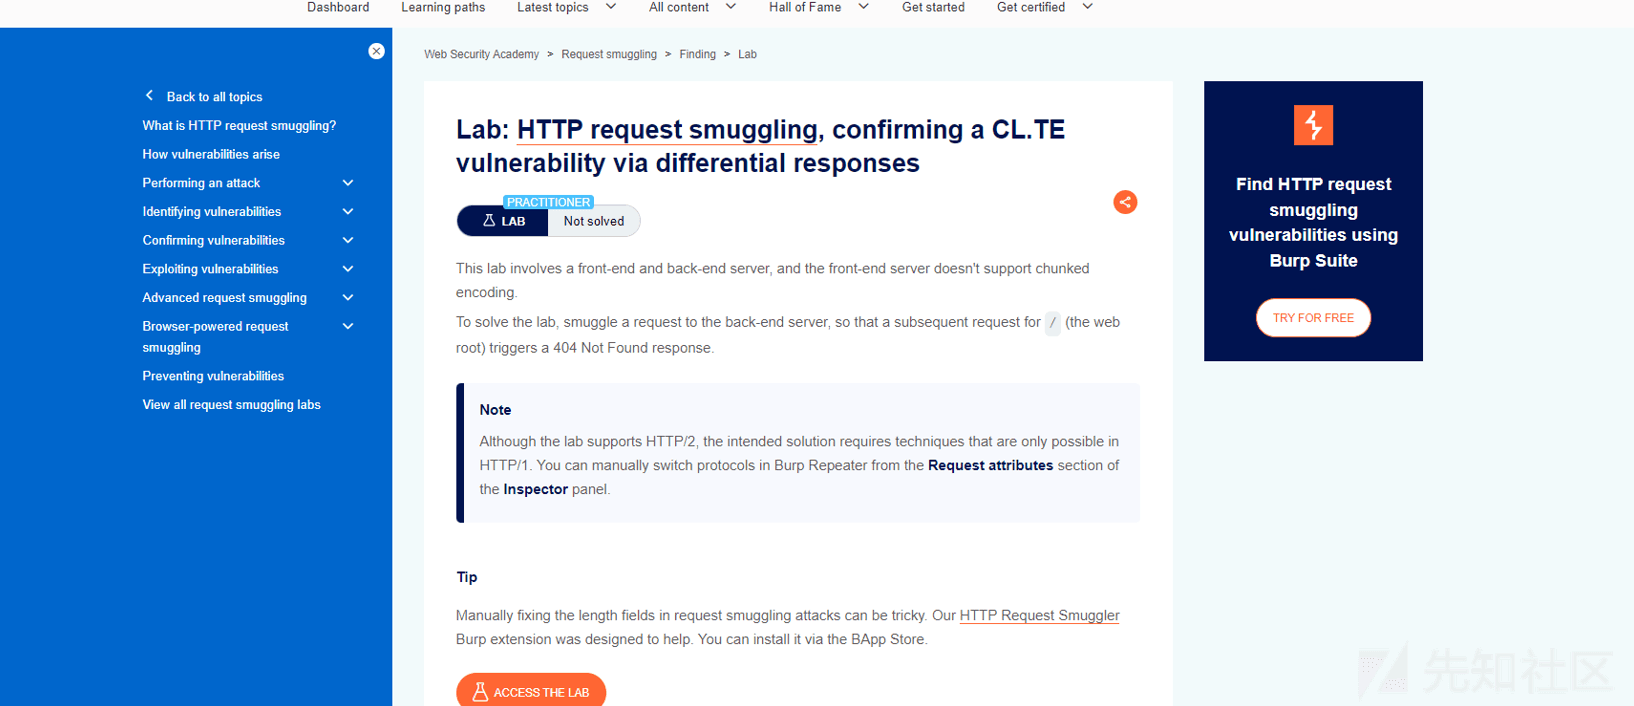 Dashboard Learning paths Latest topics All content Hall of Fame Get started Get certified
Back to all topics
What is HTTP request smuggling?
How vulnerabilities arise
Performing an attack
Identifying vulnerabilities
Confirming vulnerabilities
Exploiting vulnerabilities
Advanced request smuggling
Browser-powered request
smuggling
Preventing vulnerabilities
View all request smuggling labs
Web Security Academy > Request smuggling > Finding > Lab
Lab: HTTP request smuggling, confirming a CL.TE
vulnerability via differential responses
PRACTITIONER
LAB Not solved
This lab involves a front-end and back-end server, and the front-end server doesn't support chunked
encoding.
To solve the lab, smuggle a request to the back-end server, so that a subsequent request for / (the web
root) triggers a 404 Not Found response.
Note
Although the lab supports HTTP/2, the intended solution requires techniques that are only possible in
HTTP/1. You can manually switch protocols in Burp Repeater from the Request attributes section of
the Inspector panel.
Tip
Manually fixing the length fields in request smuggling attacks can be tricky. Our HTTP Request Smuggler
Burp extension was designed to help. You can install it via the BApp Store.
ACCESS THE LAB
Find HTTP request
smuggling
vulnerabilities using
Burp Suite
TRY FOR FREE
先知社区